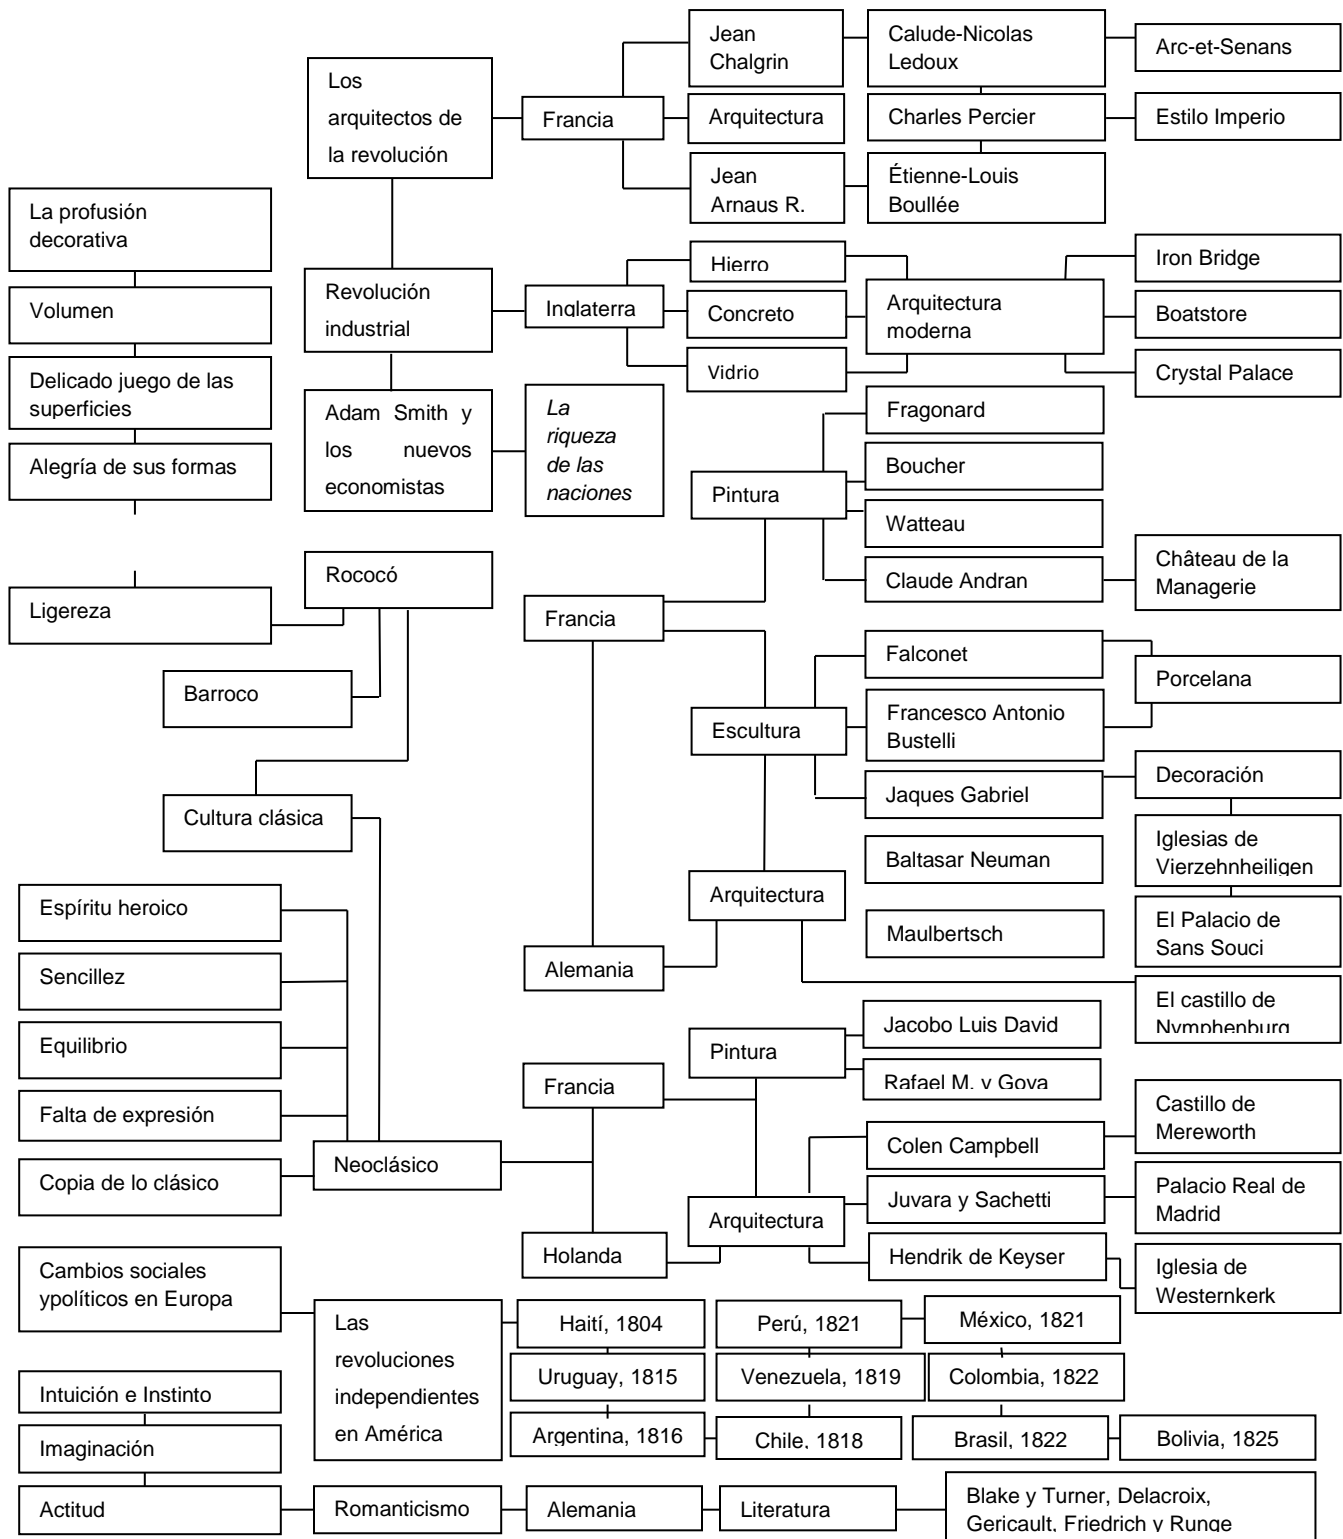 Jean
Chalgrin
Calude-Nicolas
Ledoux
Arc-et-Senans
Los
arquitectos de
la revolución
Francia
Arquitectura
Charles Percier
Estilo Imperio
Jean
Arnaus R.
Étienne-Louis
Boullée
La profusión
decorativa
Volumen
Delicado juego de las
superficies
Alegría de sus formas
Revolución
industrial
Inglaterra
Hierro
Concreto
Vidrio
Arquitectura
moderna
Iron Bridge
Boatstore
Crystal Palace
Adam Smith y
los nuevos
economistas
La
riqueza
de las
naciones
Pintura
Fragonard
Boucher
Watteau
Claude Andran
Château de la
Managerie
Rococó
Ligereza
Barroco
Cultura clásica
Francia
Escultura
Falconet
Francesco Antonio
Bustelli
Porcelana
Jaques Gabriel
Decoración
Baltasar Neuman
Iglesias de
Vierzehnheiligen
Arquitectura
Maulbertsch
El Palacio de
Sans Souci
Alemania
El castillo de
Nymphenburg
Espíritu heroico
Sencillez
Equilibrio
Falta de expresión
Copia de lo clásico
Neoclásico
Francia
Pintura
Jacobo Luis David
Rafael M. y Goya
Holanda
Arquitectura
Colen Campbell
Castillo de
Mereworth
Juvara y Sachetti
Palacio Real de
Madrid
Hendrik de Keyser
Iglesia de
Westernkerk
Cambios sociales
ypolíticos en Europa
Las
revoluciones
independientes
en América
Haití, 1804
Perú, 1821
México, 1821
Uruguay, 1815
Venezuela, 1819
Colombia, 1822
Argentina, 1816
Chile, 1818
Brasil, 1822
Bolivia, 1825
Intuición e Instinto
Imaginación
Actitud
Romanticismo
Alemania
Literatura
Blake y Turner, Delacroix,
Gericault, Friedrich y Runge